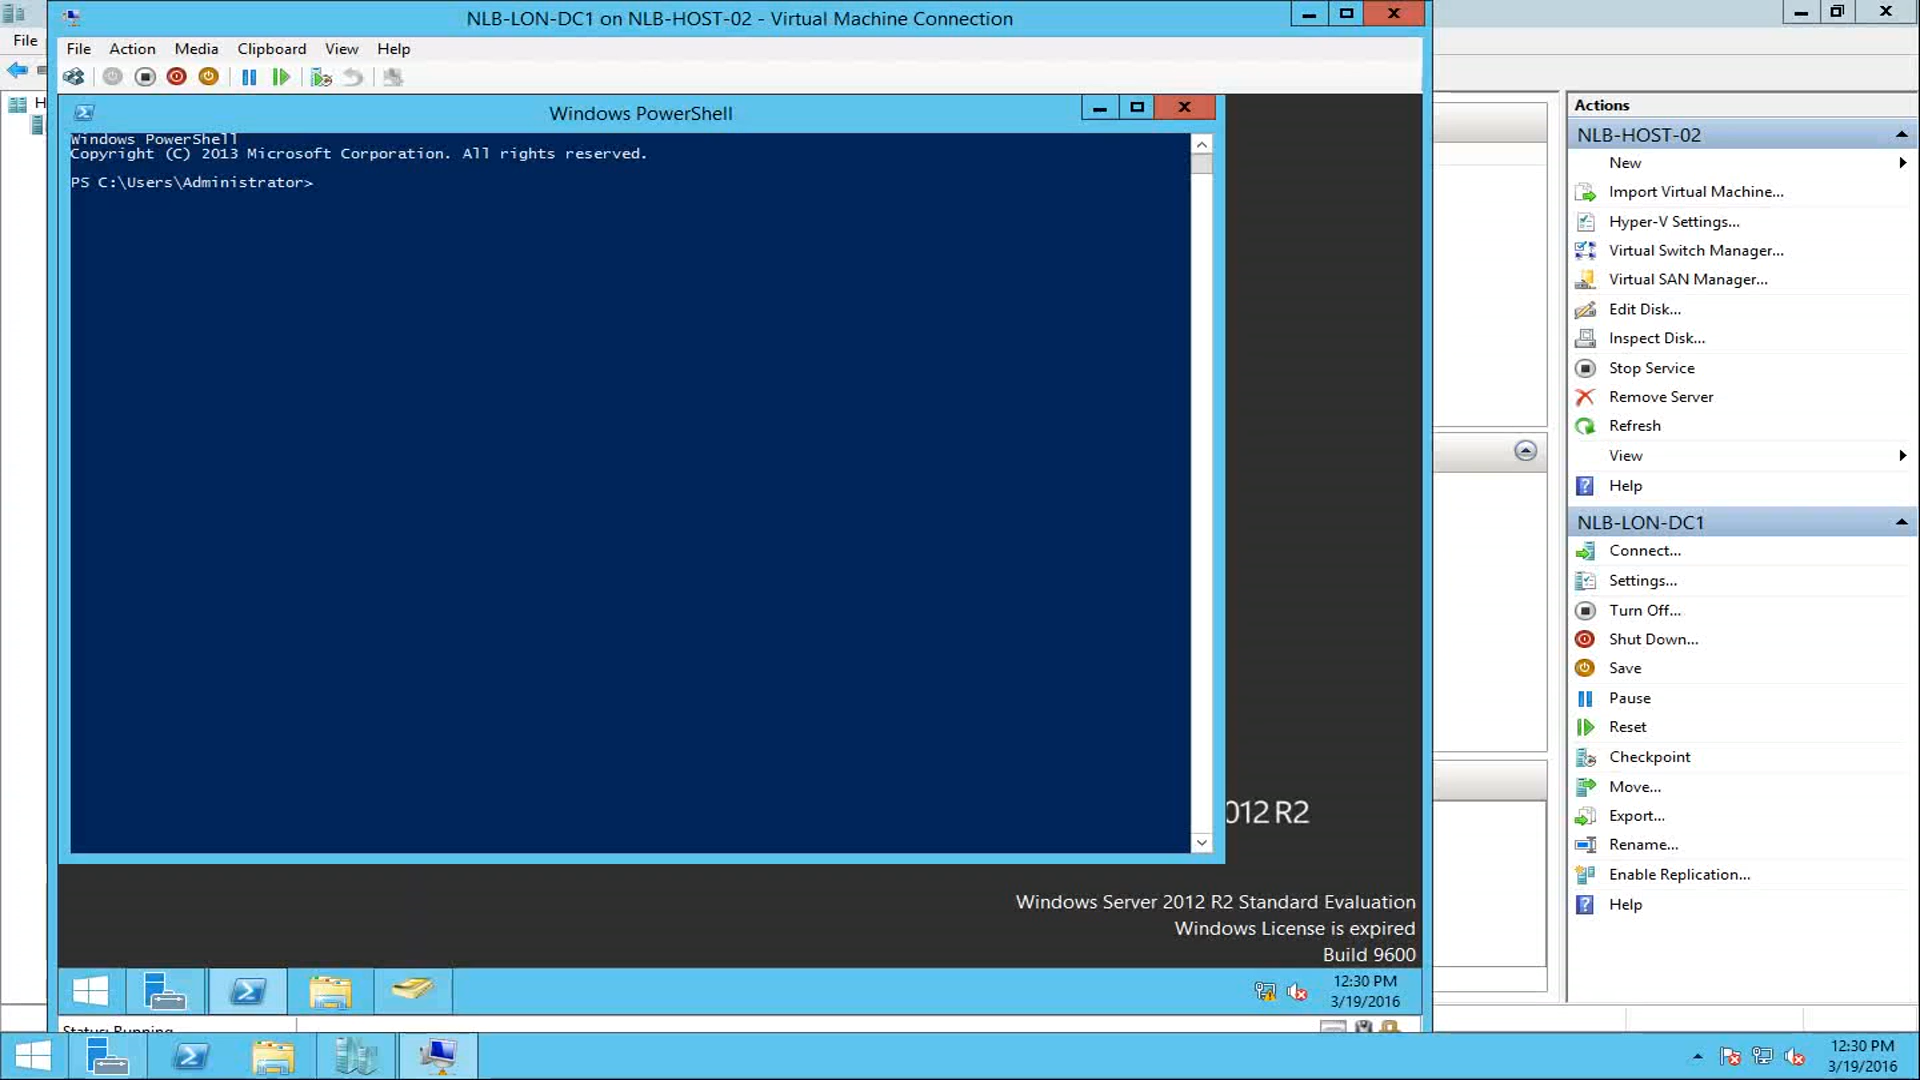 NLB-LON-DC1 on NLB-HOST-02 - Virtual Machine Connection
File
File Action Media Clipboard View Help
H
Windows PowerShell
Windows PowerShell
Copyright (C) 2013 Microsoft Corporation. All rights reserved.
PS C:\Users\Administrator>
012 R2
Windows Server 2012 R2 Standard Evaluation
Windows License is expired
Build 9600
12:30 PM
3/19/2016
Status: Running
Actions
NLB-HOST-02
New
Import Virtual Machine...
Hyper-V Settings...
Virtual Switch Manager...
Virtual SAN Manager...
Edit Disk...
Inspect Disk...
Stop Service
Remove Server
Refresh
View
Help
NLB-LON-DC1
Connect...
Settings...
Turn Off...
Shut Down...
Save
Pause
Reset
Checkpoint
Move...
Export...
Rename...
Enable Replication...
Help
12:30 PM
3/19/2016